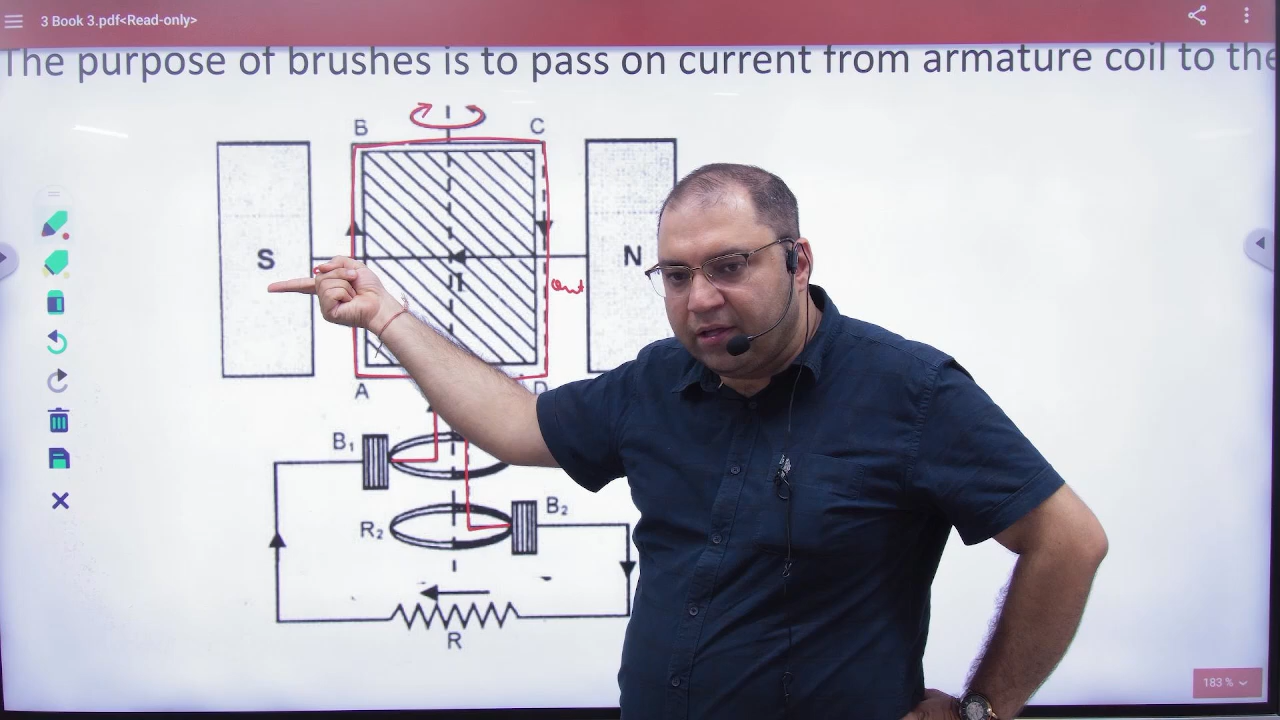 3 Book 3.pdf<Read-only>
The purpose of brushes is to pass on current from armature coil to the
B C
S N
out
A D
B₁
B₂
R₂
R
183 %